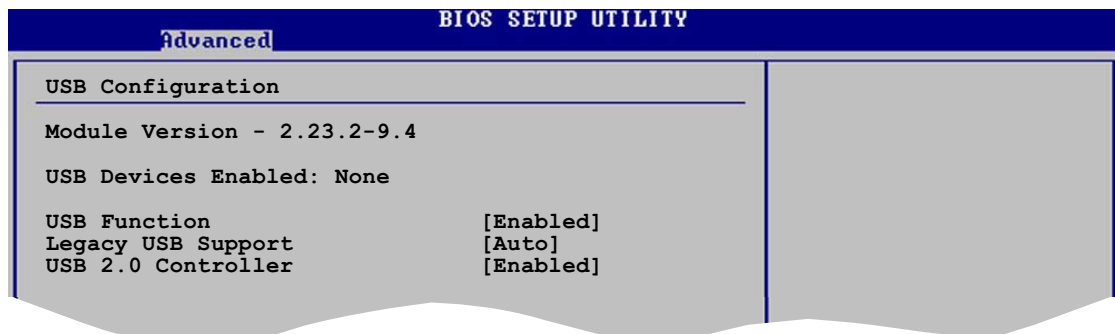 BIOS SETUP UTILITY
Advanced
USB Configuration
Module Version - 2.23.2-9.4
USB Devices Enabled: None
USB Function [Enabled]
Legacy USB Support [Auto]
USB 2.0 Controller [Enabled]